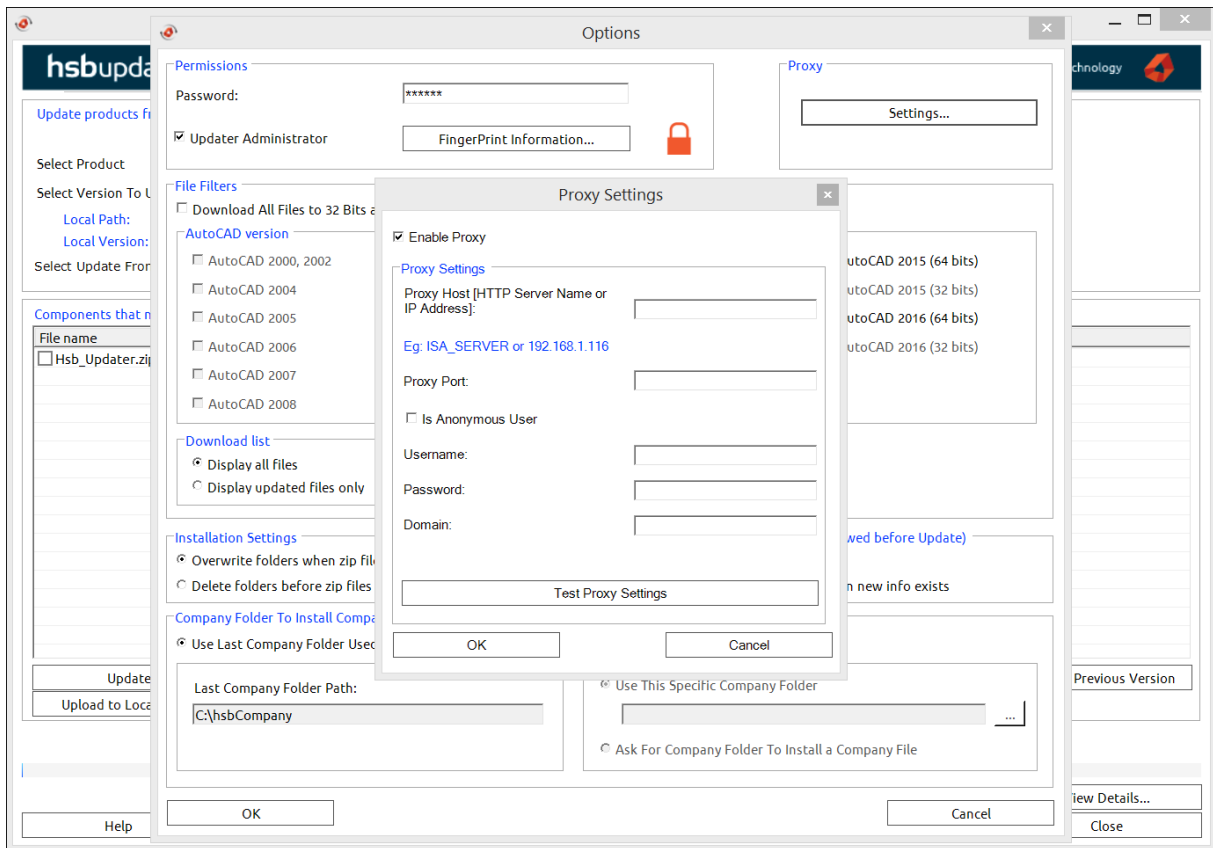 Options
hsbupda
chnology
Permissions
Password:
******
Updater Administrator
FingerPrint Information...
Proxy
Settings...
Update products f
Select Product
Select Version To U
Local Path:
Local Version:
Select Update From
File Filters
Download All Files to 32 Bits a
AutoCAD version
AutoCAD 2000, 2002
AutoCAD 2004
AutoCAD 2005
AutoCAD 2006
AutoCAD 2007
AutoCAD 2008
utoCAD 2015 (64 bits)
utoCAD 2015 (32 bits)
utoCAD 2016 (64 bits)
utoCAD 2016 (32 bits)
Download list
Display all files
Display updated files only
Proxy Settings
Enable Proxy
Proxy Settings
Proxy Host [HTTP Server Name or
IP Address]:
Eg: ISA_SERVER or 192.168.1.116
Proxy Port:
Is Anonymous User
Username:
Password:
Domain:
Test Proxy Settings
OK
Cancel
Components that n
File name
Hsb_Updater.zip
Installation Settings
Overwrite folders when zip file
Delete folders before zip files
wed before Update)
n new info exists
Company Folder To Install Compa
Use Last Company Folder Used
Last Company Folder Path:
C:\hsbCompany
Use This Specific Company Folder
...
Ask For Company Folder To Install a Company File
OK
Cancel
Update
Upload to Loca
Previous Version
iew Details...
Help
Close